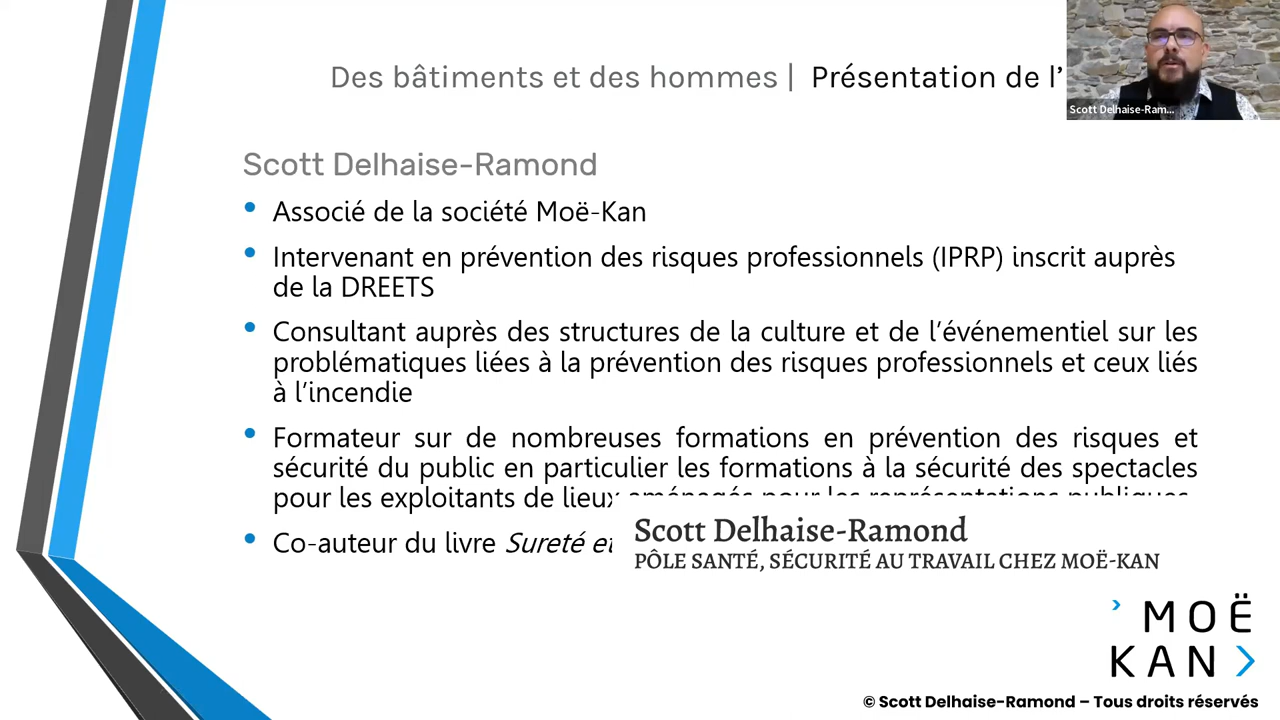 Des bâtiments et des hommes | Présentation de l’
Scott Delhaise-Ram...
Scott Delhaise-Ramond
• Associé de la société Moë-Kan
• Intervenant en prévention des risques professionnels (IPRP) inscrit auprès
de la DREETS
• Consultant auprès des structures de la culture et de l’événementiel sur les
problématiques liées à la prévention des risques professionnels et ceux liés
à l’incendie
• Formateur sur de nombreuses formations en prévention des risques et
sécurité du public en particulier les formations à la sécurité des spectacles
pour les exploitants de lieux aménagés pour les représentations publiques
• Co-auteur du livre Sureté et
Scott Delhaise-Ramond
PÔLE SANTÉ, SÉCURITÉ AU TRAVAIL CHEZ MOË-KAN
MOË
KAN
© Scott Delhaise-Ramond – Tous droits réservés